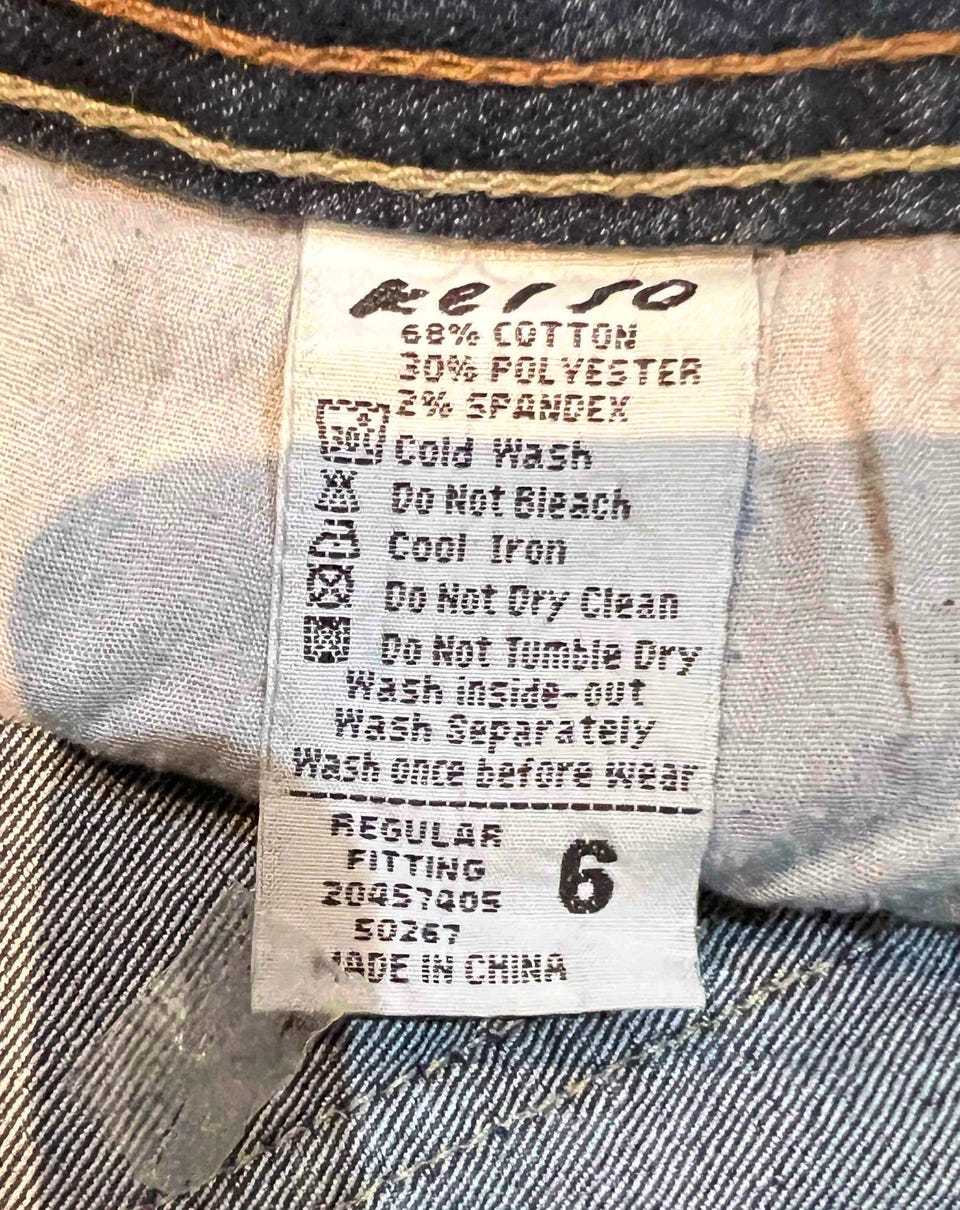 kerso
68% COTTON
30% POLYESTER
2% SPANDEX
Cold Wash
Do Not Bleach
Cool Iron
Do Not Dry Clean
Do Not Tumble Dry
Wash inside-out
Wash Separately
Wash once before wear
REGULAR
FITTING
6
20457405
50267
MADE IN CHINA